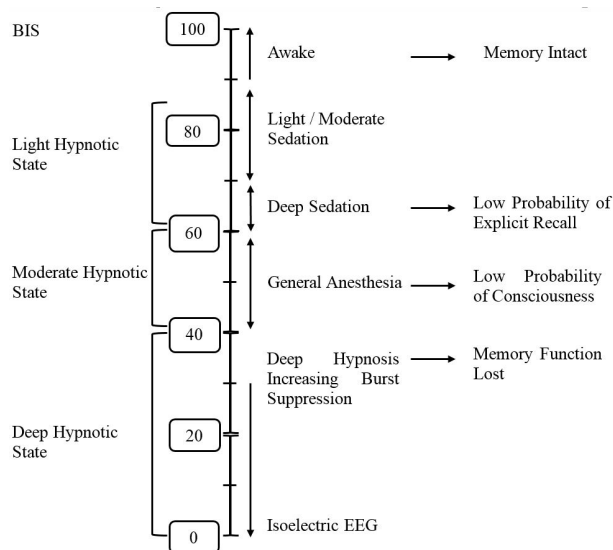 BIS
100
Awake
Memory Intact
Light Hypnotic
State
80
Light / Moderate
Sedation
Deep Sedation
Low Probability of
Explicit Recall
60
Moderate Hypnotic
State
General Anesthesia
Low Probability
of Consciousness
40
Deep Hypnosis
Increasing Burst
Suppression
Memory Function
Lost
Deep Hypnotic
State
20
Isoelectric EEG
0